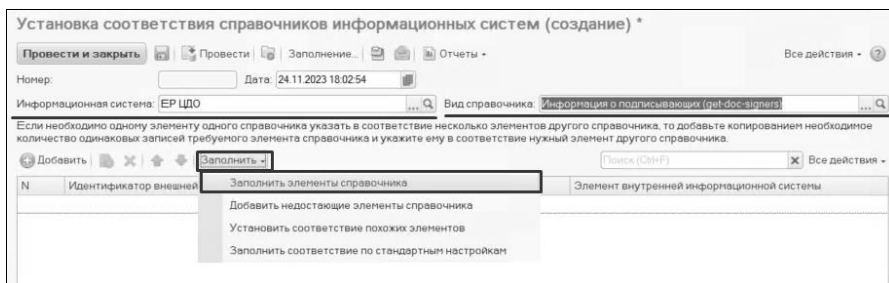 Установка соответствия справочников информационных систем (создание) *
Провести и закрыть Провести Заполнение... Отчеты Все действия ?
Номер: Дата: 24.11.2023 18:02:54
Информационная система: ЕР ЦДО ... Вид справочника: Информация о подписывающих (get-doc-signers) ...
Если необходимо одному элементу одного справочника указать в соответствие несколько элементов другого справочника, то добавьте копированием необходимое
количество одинаковых записей требуемого элемента справочника и укажите ему в соответствие нужный элемент другого справочника.
Добавить Заполнить Поиск (Ctrl+F) Все действия
N Идентификатор внешней Элемент внутренней информационной системы
Заполнить элементы справочника
Добавить недостающие элементы справочника
Установить соответствие похожих элементов
Заполнить соответствие по стандартным настройкам